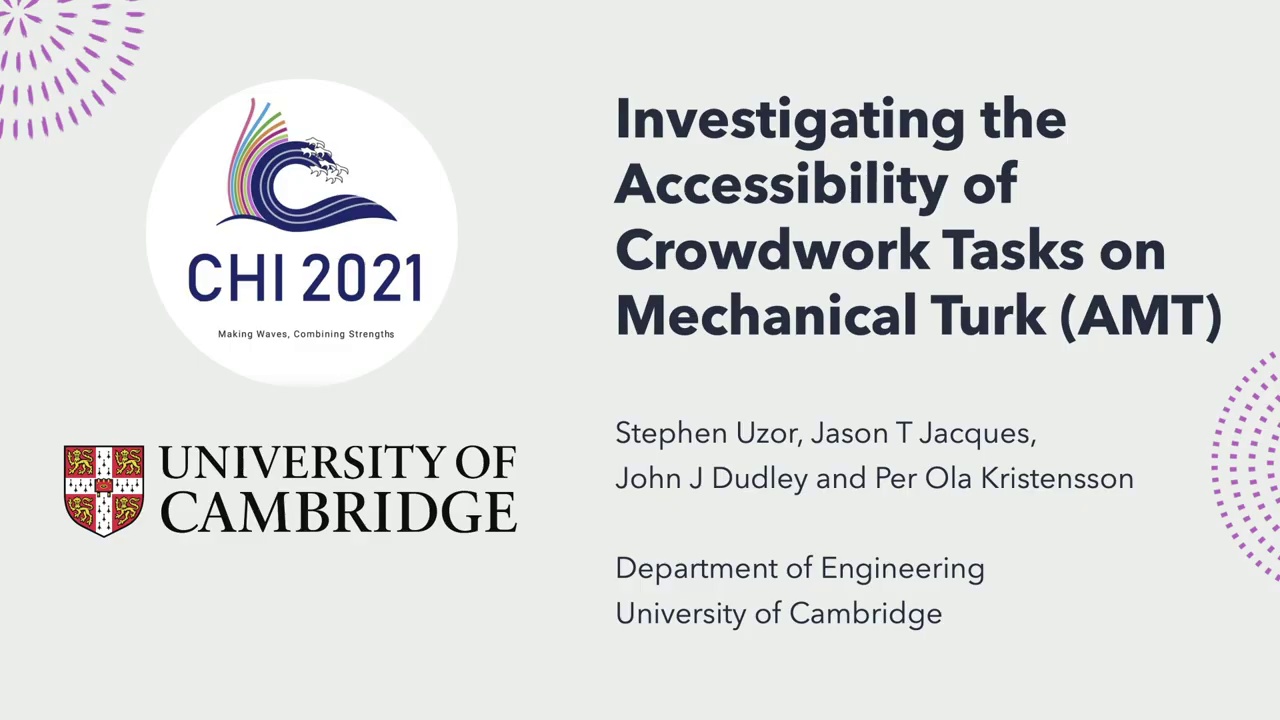 CHI 2021
Making Waves, Combining Strengths
UNIVERSITY OF
CAMBRIDGE
Investigating the
Accessibility of
Crowdwork Tasks on
Mechanical Turk (AMT)
Stephen Uzor, Jason T Jacques,
John J Dudley and Per Ola Kristensson
Department of Engineering
University of Cambridge